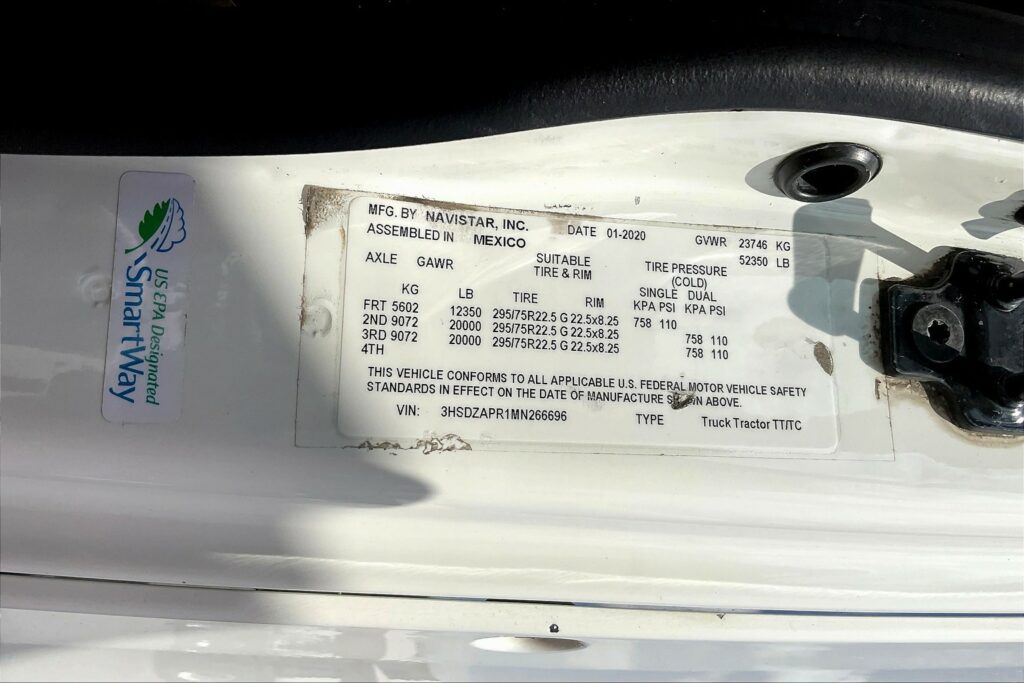 US EPA Designated
SmartWay
MFG. BY NAVISTAR, INC. DATE 01-2020 GVWR 23746 KG
ASSEMBLED IN MEXICO 52350 LB
AXLE GAWR SUITABLE TIRE PRESSURE
TIRE & RIM (COLD)
KG LB TIRE RIM SINGLE DUAL
KPA PSI KPA PSI
FRT 5602 12350 295/75R22.5 G 22.5x8.25 758 110
2ND 9072 20000 295/75R22.5 G 22.5x8.25 758 110
3RD 9072 20000 295/75R22.5 G 22.5x8.25 758 110
4TH
THIS VEHICLE CONFORMS TO ALL APPLICABLE U.S. FEDERAL MOTOR VEHICLE SAFETY
STANDARDS IN EFFECT ON THE DATE OF MANUFACTURE SHOWN ABOVE.
VIN: 3HSDZAPR1MN266696 TYPE Truck Tractor TT/TC